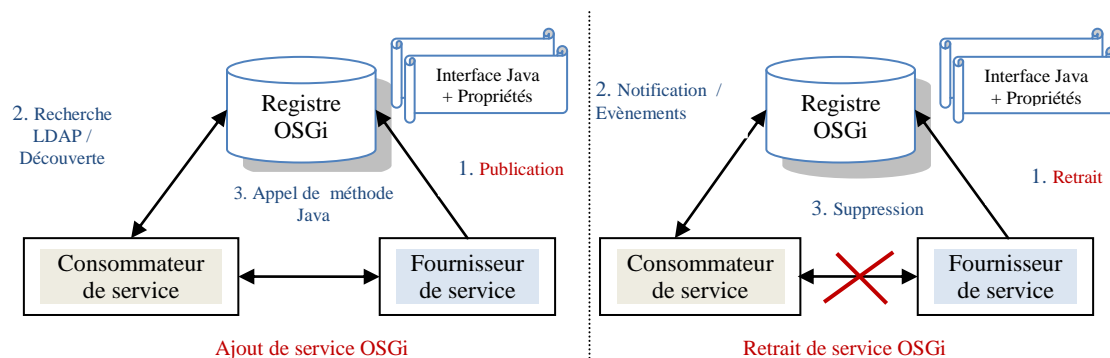 Interface Java
+ Propriétés
Registre
OSGi
2. Recherche
LDAP /
Découverte
1. Publication
3. Appel de méthode
Java
Consommateur
de service
Fournisseur
de service
Ajout de service OSGi
Interface Java
+ Propriétés
Registre
OSGi
2. Notification /
Evènements
1. Retrait
3. Suppression
Consommateur
de service
Fournisseur
de service
Retrait de service OSGi